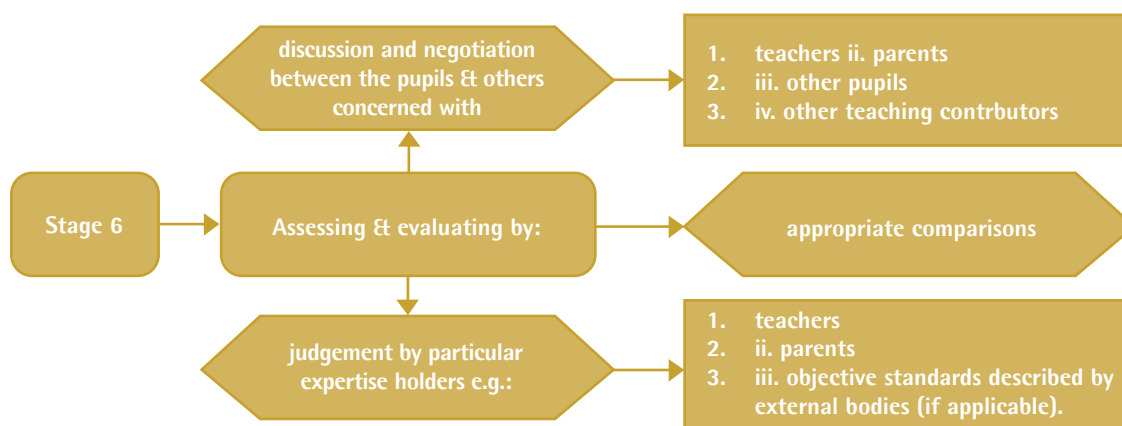 discussion and negotiation
between the pupils & others
concerned with
1. teachers ii. parents
2. iii. other pupils
3. iv. other teaching contrbutors
Stage 6
Assessing & evaluating by:
appropriate comparisons
judgement by particular
expertise holders e.g.:
1. teachers
2. ii. parents
3. iii. objective standards described by
external bodies (if applicable).